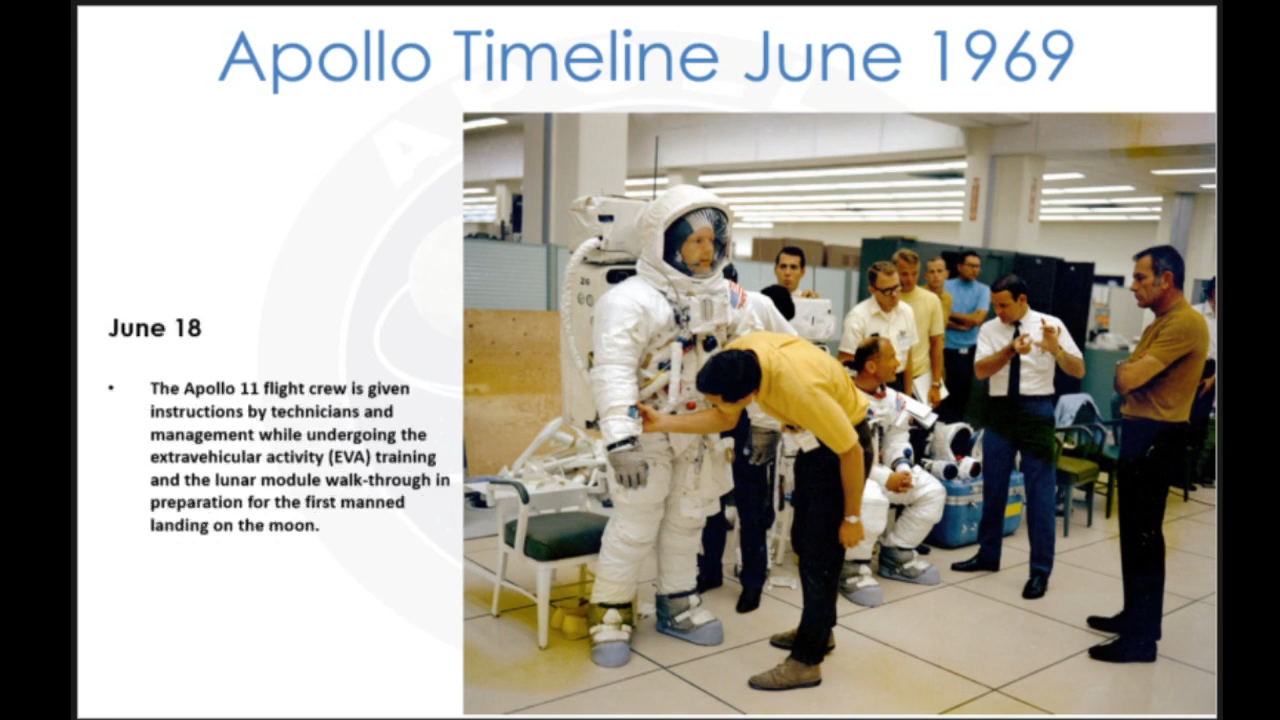 Apollo Timeline June 1969
June 18
• The Apollo 11 flight crew is given
instructions by technicians and
management while undergoing the
extravehicular activity (EVA) training
and the lunar module walk-through in
preparation for the first manned
landing on the moon.